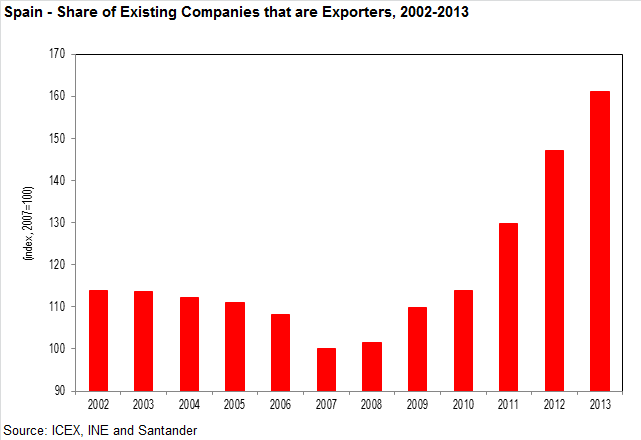 Spain - Share of Existing Companies that are Exporters, 2002-2013
170
160
150
140
130
120
110
100
90
(index, 2007=100)
2002 2003 2004 2005 2006 2007 2008 2009 2010 2011 2012 2013
Source: ICEX, INE and Santander